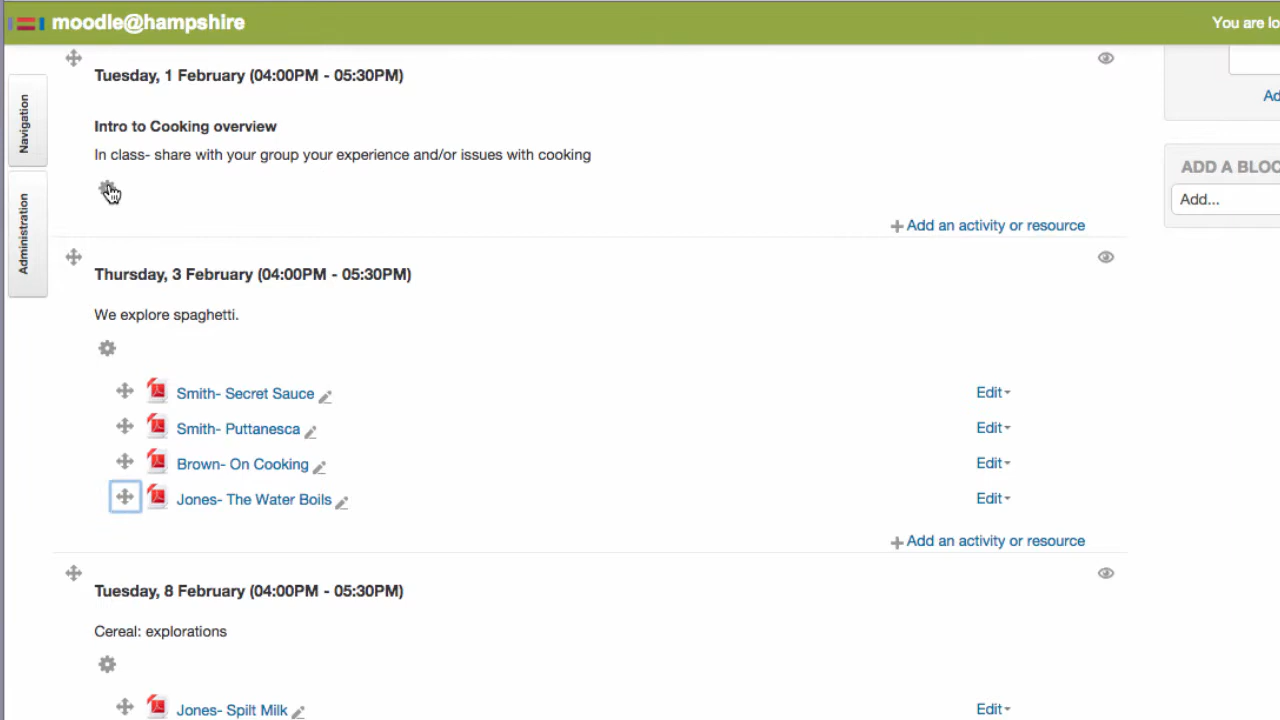 moodle@hampshire
You are lo
Navigation
Administration
Tuesday, 1 February (04:00PM - 05:30PM)
Intro to Cooking overview
In class- share with your group your experience and/or issues with cooking
Add an activity or resource
Thursday, 3 February (04:00PM - 05:30PM)
We explore spaghetti.
Smith- Secret Sauce Edit
Smith- Puttanesca Edit
Brown- On Cooking Edit
Jones- The Water Boils Edit
Add an activity or resource
Tuesday, 8 February (04:00PM - 05:30PM)
Cereal: explorations
Jones- Spilt Milk Edit
Ad
ADD A BLOC
Add...